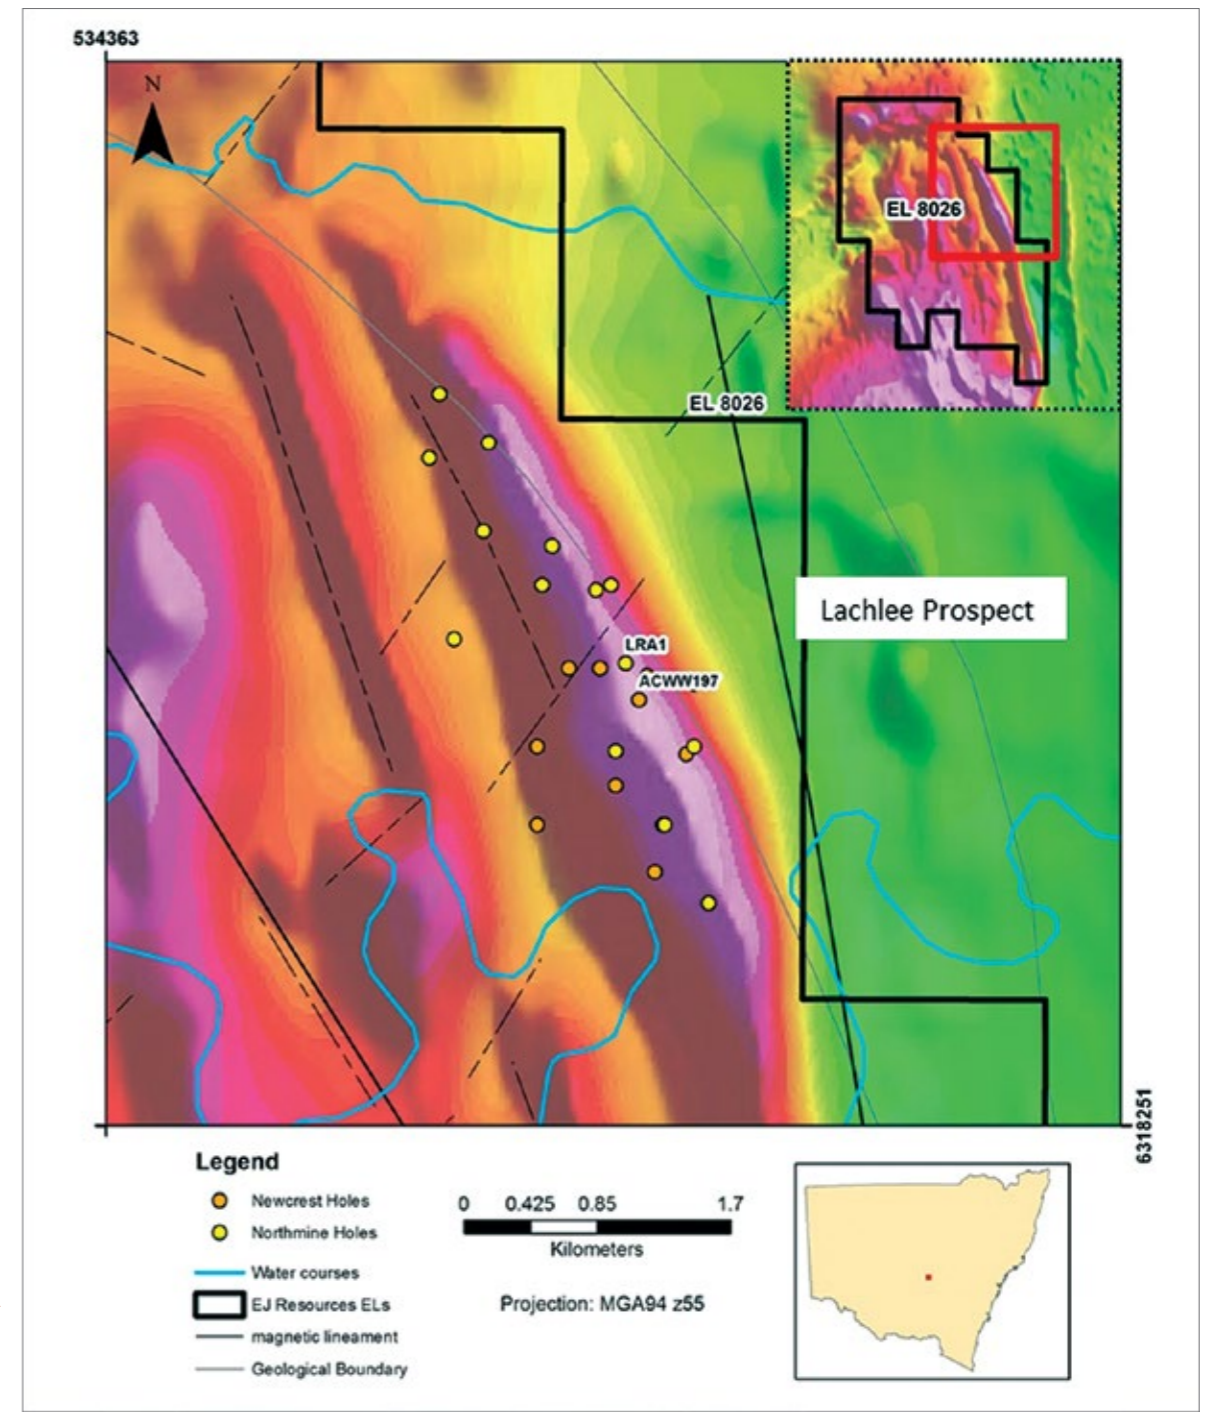 534363
N
EL 8026
EL 8026
Lachlee Prospect
LRA1
ACWW197
6318251
Legend
Newcrest Holes
Northmine Holes
Water courses
EJ Resources ELs
magnetic lineament
Geological Boundary
0 0.425 0.85 1.7
Kilometers
Projection: MGA94 z55